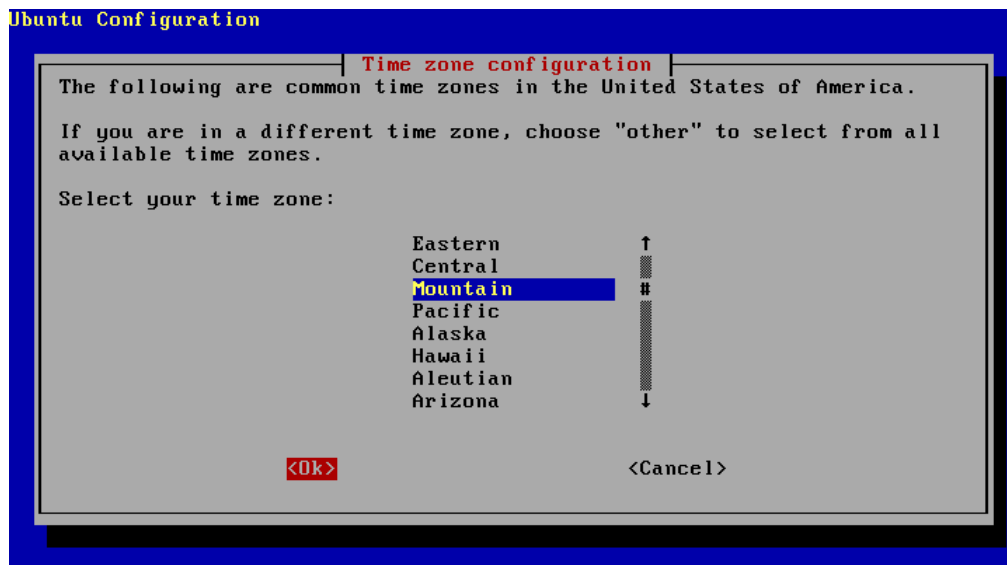 Ubuntu Configuration
Time zone configuration
The following are common time zones in the United States of America.
If you are in a different time zone, choose "other" to select from all
available time zones.
Select your time zone:
Eastern ↑
Central
Mountain #
Pacific
Alaska
Hawaii
Aleutian
Arizona ↓
<Ok> <Cancel>